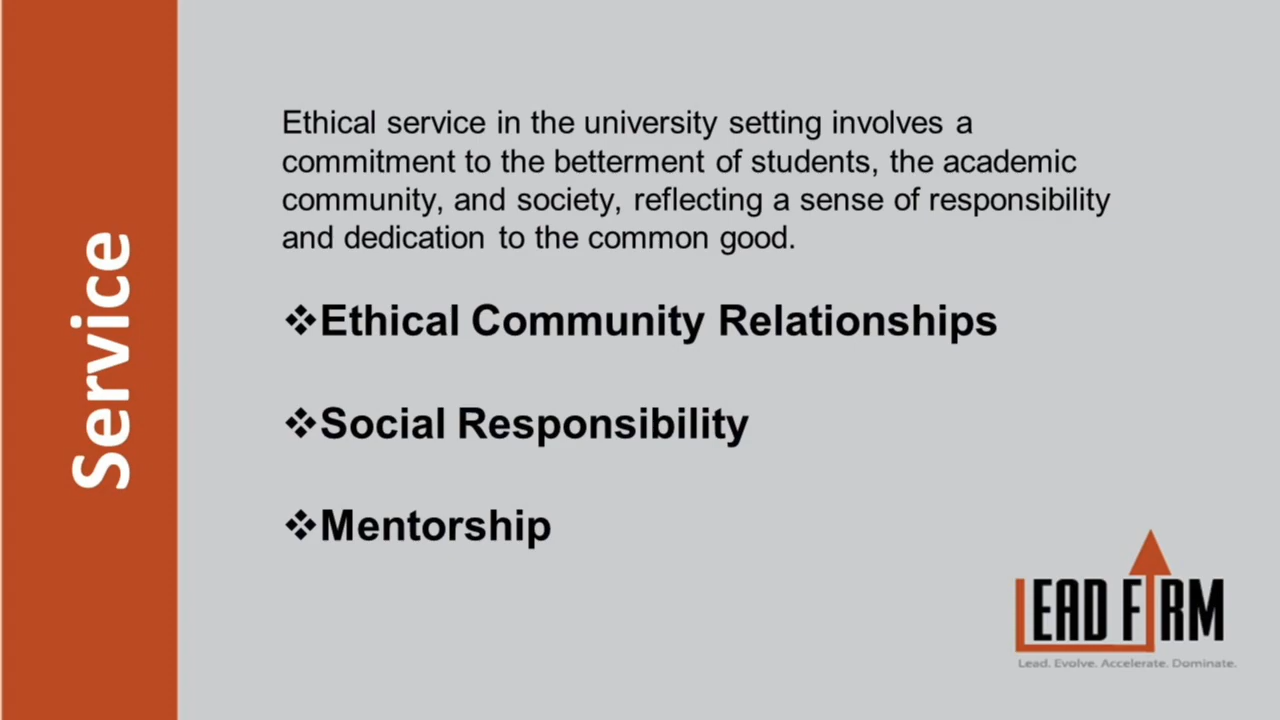 Service
Ethical service in the university setting involves a
commitment to the betterment of students, the academic
community, and society, reflecting a sense of responsibility
and dedication to the common good.
❖Ethical Community Relationships
❖Social Responsibility
❖Mentorship
LEAD FIRM
Lead. Evolve. Accelerate. Dominate.